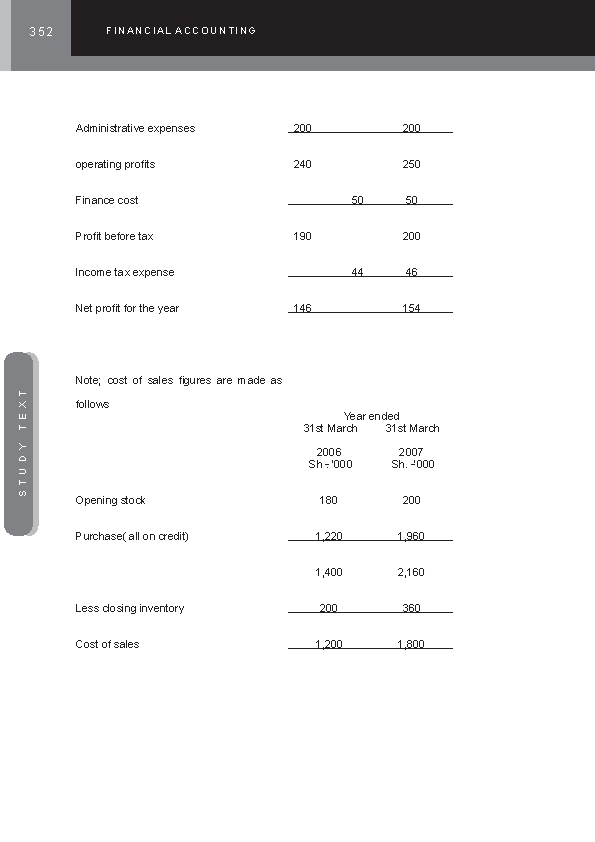 352 FINANCIAL ACCOUNTING
Administrative expenses 200 200
operating profits 240 250
Finance cost 50 50
Profit before tax 190 200
Income tax expense 44 46
Net profit for the year 146 154
Note; cost of sales figures are made as
follows
Year ended
31st March 31st March
2006 2007
Sh -'000 Sh. -'000
Opening stock 180 200
Purchase( all on credit) 1,220 1,960
1,400 2,160
Less closing inventory 200 360
Cost of sales 1,200 1,800
STUDY TEXT